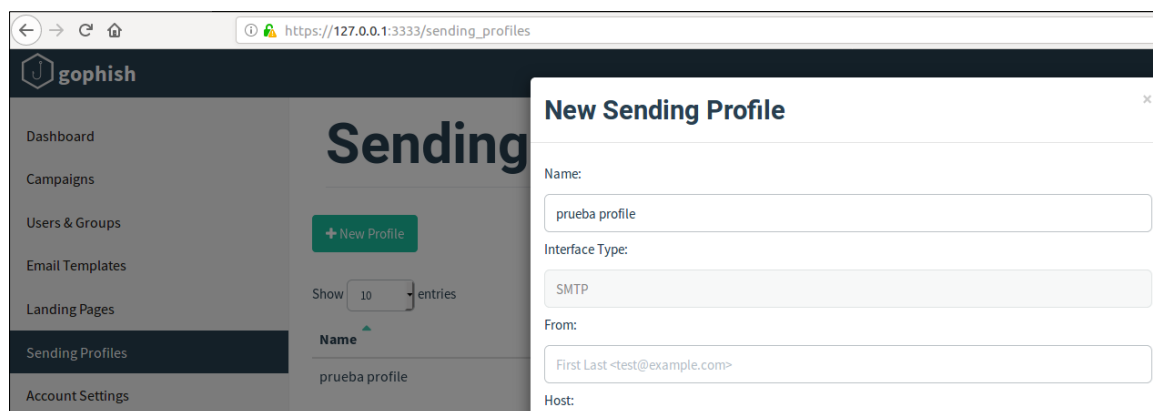 https://127.0.0.1:3333/sending_profiles
gophish
Dashboard
Campaigns
Users & Groups
Email Templates
Landing Pages
Sending Profiles
Account Settings
Sending
+ New Profile
Show 10 entries
Name
prueba profile
New Sending Profile
×
Name:
prueba profile
Interface Type:
SMTP
From:
First Last <test@example.com>
Host: